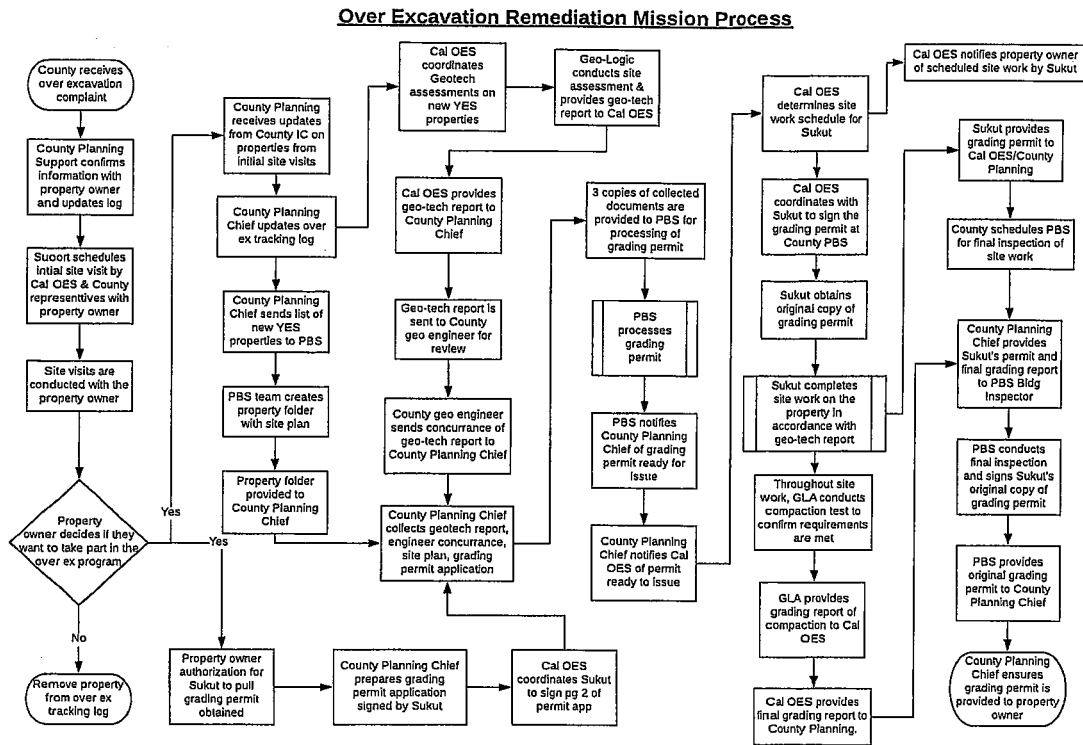 Over Excavation Remediation Mission Process
County receives
over excavation
complaint
County Planning
Support confirms
information with
property owner
and updates log
Suoort schedules
intial site visit by
Cal OES & County
representtives with
property owner
Site visits are
conducted with the
property owner
Property
owner decides if they
want to take part in the
over ex program
No
Remove property
from over ex
tracking log
Yes
Yes
County Planning
receives updates
from County IC on
properties from
initial site visits
County Planning
Chief updates over
ex tracking log
County Planning
Chief sends list of
new YES
properties to PBS
PBS team creates
property folder
with site plan
Property folder
provided to
County Planning
Chief
Property owner
authorization for
Sukut to pull
grading permit
obtained
County Planning Chief
prepares grading
permit application
signed by Sukut
Cal OES
coordinates Sukut
to sign pg 2 of
permit app
Cal OES
coordinates
Geotech
assessments on
new YES
properties
Geo-Logic
conducts site
assessment &
provides geo-tech
report to Cal OES
Cal OES provides
geo-tech report to
County Planning
Chief
Geo-tech report is
sent to County
geo engineer for
review
County geo engineer
sends concurrance
of geo-tech report to
County Planning Chief
County Planning Chief
collects geotech report,
engineer concurrance,
site plan, grading
permit application
3 copies of collected
documents are
provided to PBS for
processing of
grading permit
PBS
processes
grading
permit
PBS notifies
County Planning
Chief of grading
permit ready for
issue
County Planning
Chief notifies Cal
OES of permit
ready to issue
Cal OES
determines site
work schedule for
Sukut
Cal OES notifies property owner
of scheduled site work by Sukut
Cal OES
coordinates with
Sukut to sign the
grading permit at
County PBS
Sukut obtains
original copy of
grading permit
Sukut completes
site work on the
property in
accordance with
geo-tech report
Throughout site
work, GLA conducts
compaction test to
confirm requirements
are met
GLA provides
grading report of
compaction to Cal
OES
Cal OES provides
final grading report to
County Planning.
Sukut provides
grading permit to
Cal OES/County
Planning
County schedules PBS
for final inspection of
site work
County Planning
Chief provides
Sukut's permit and
final grading report
to PBS Bldg
Inspector
PBS conducts
final inspection
and signs Sukut's
original copy of
grading permit
PBS provides
original grading
permit to County
Planning Chief
County Planning
Chief ensures
grading permit is
provided to property
owner